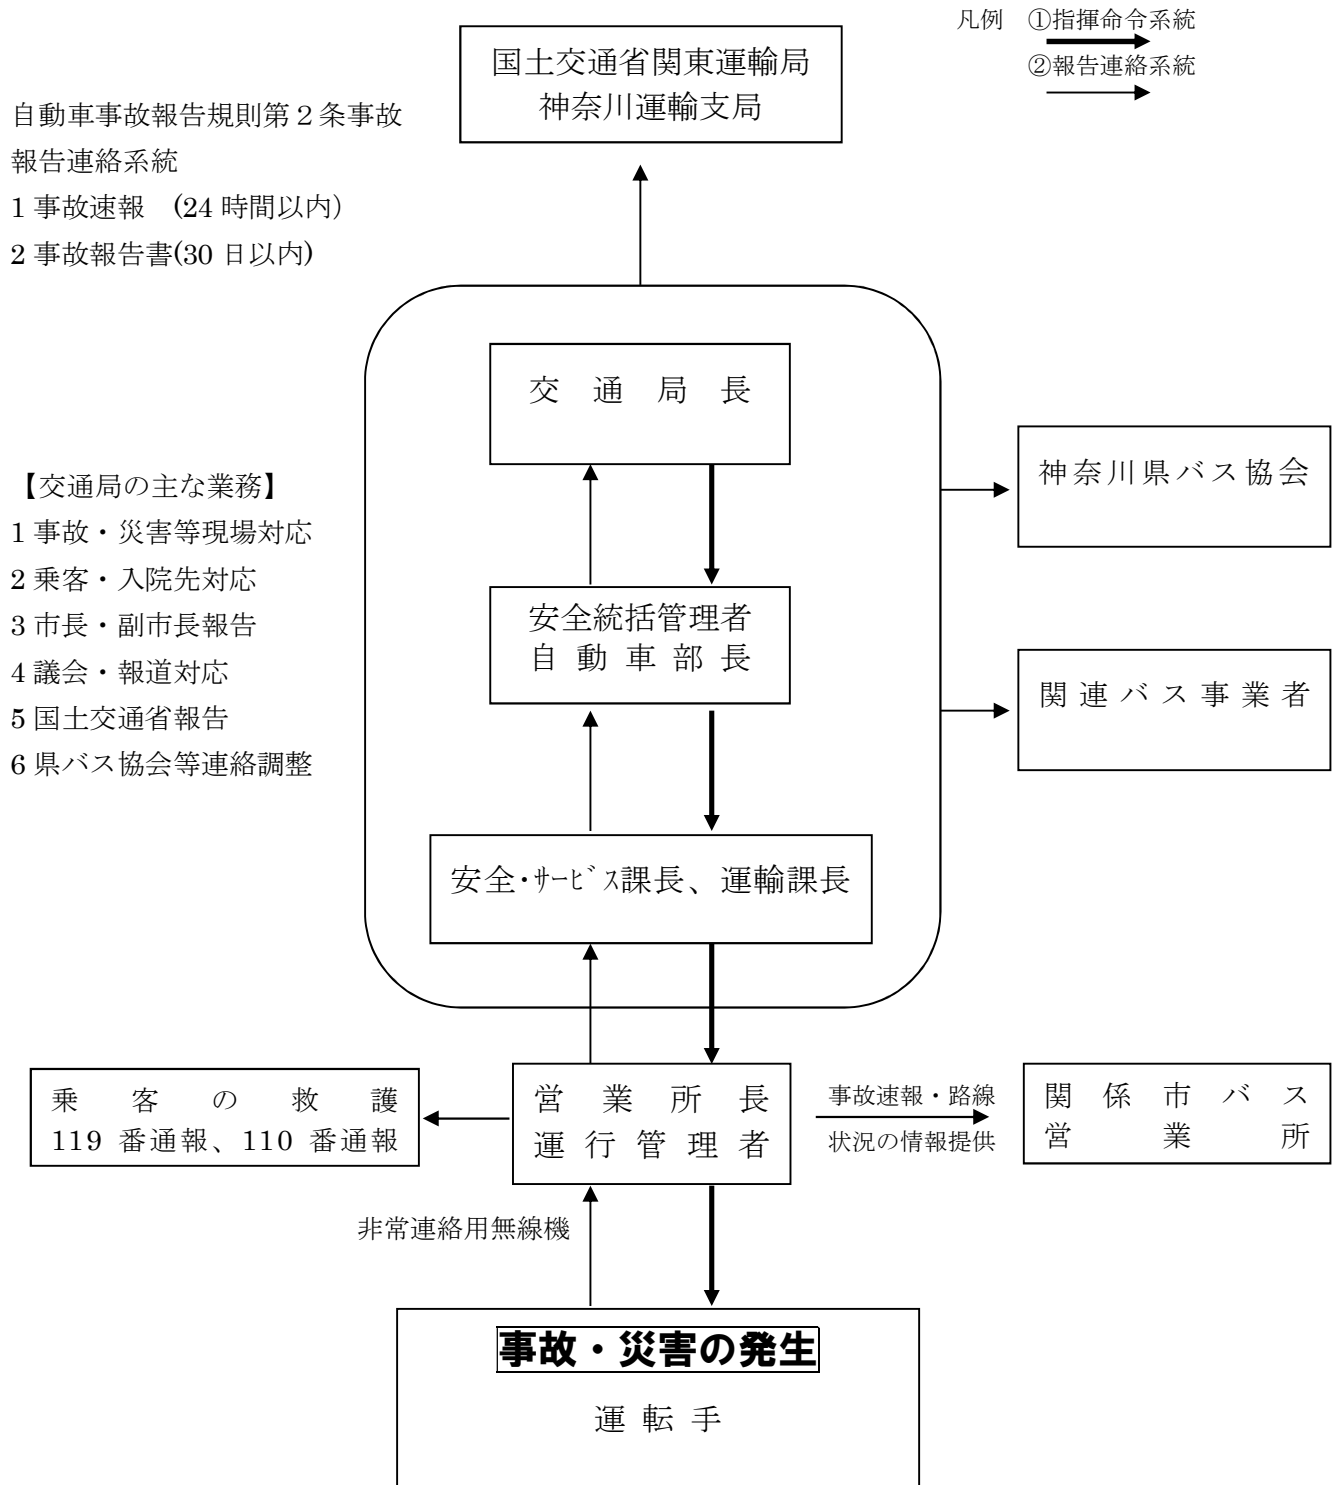 凡例 ①指揮命令系統
②報告連絡系統
国土交通省関東運輸局
神奈川運輸支局
自動車事故報告規則第２条事故
報告連絡系統
1 事故速報 (24 時間以内)
2 事故報告書(30 日以内)
交通局長
【交通局の主な業務】
1 事故・災害等現場対応
2 乗客・入院先対応
3 市長・副市長報告
4 議会・報道対応
5 国土交通省報告
6 県バス協会等連絡調整
神奈川県バス協会
安全統括管理者
自動車部長
関連バス事業者
安全・ｻｰﾋﾞｽ課長、運輸課長
乗客の救護
119 番通報、110 番通報
営業所長
運行管理者
事故速報・路線
状況の情報提供
関係市バス
営業所
非常連絡用無線機
事故・災害の発生
運転手